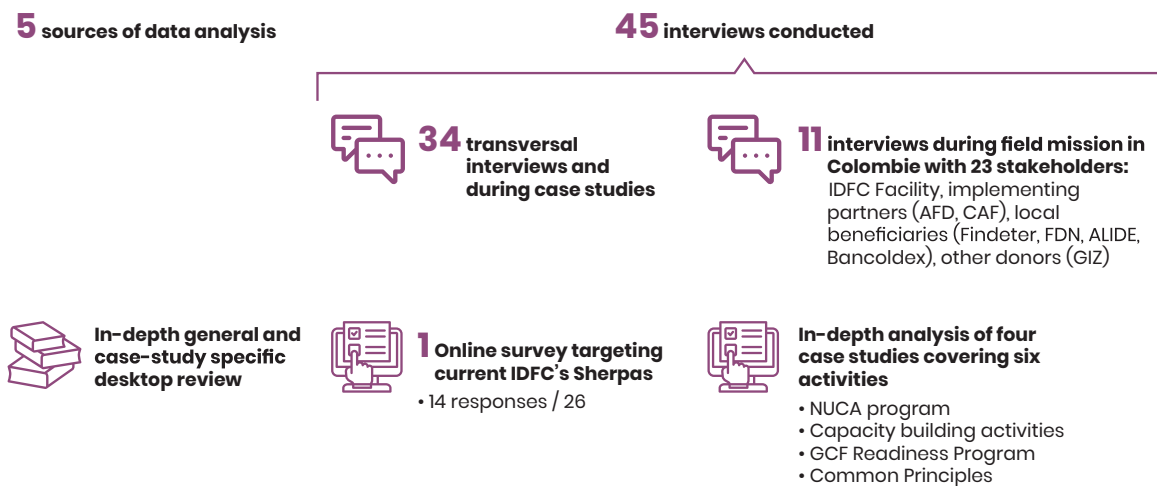 5 sources of data analysis
45 interviews conducted
34 transversal
interviews and
during case studies
11 interviews during field mission in
Colombie with 23 stakeholders:
IDFC Facility, implementing
partners (AFD, CAF), local
beneficiaries (Findeter, FDN, ALIDE,
Bancoldex), other donors (GIZ)
In-depth general and
case-study specific
desktop review
1 Online survey targeting
current IDFC's Sherpas
• 14 responses / 26
In-depth analysis of four
case studies covering six
activities
• NUCA program
• Capacity building activities
• GCF Readiness Program
• Common Principles